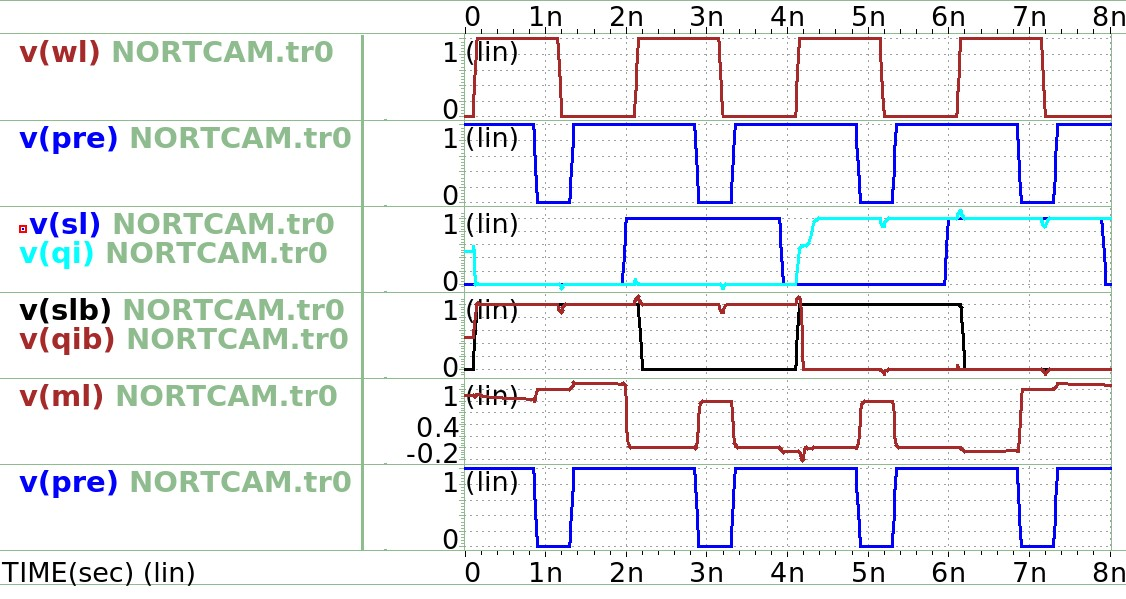 0 1n 2n 3n 4n 5n 6n 7n 8n
v(wl) NORTCAM.tr0 1 (lin)
0
v(pre) NORTCAM.tr0 1 (lin)
0
v(sl) NORTCAM.tr0 1 (lin)
v(qi) NORTCAM.tr0
0
v(slb) NORTCAM.tr0 1 (lin)
v(qib) NORTCAM.tr0
0
v(ml) NORTCAM.tr0 1 (lin)
0.4
-0.2
v(pre) NORTCAM.tr0 1 (lin)
0
TIME(sec) (lin) 0 1n 2n 3n 4n 5n 6n 7n 8n